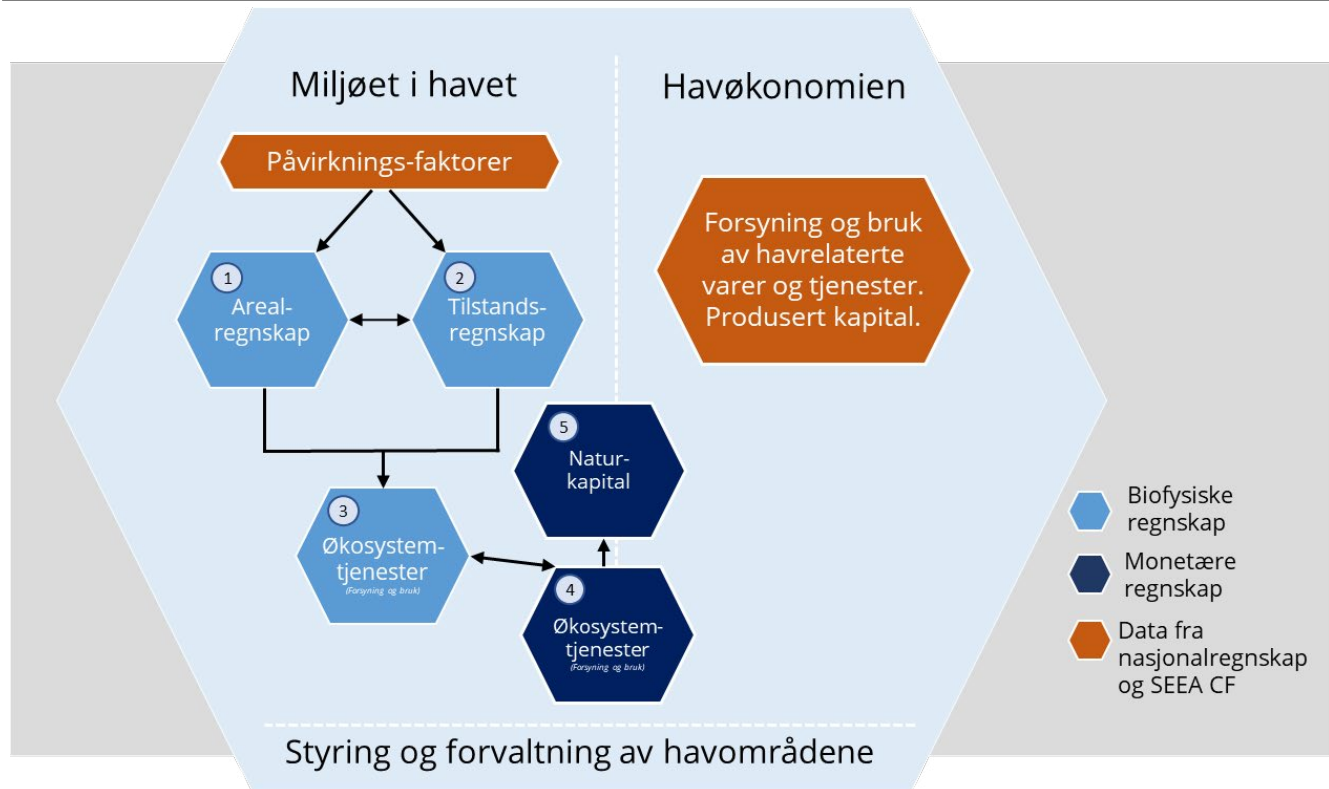 Miljøet i havet
Havøkonomien
Påvirknings-faktorer
Forsyning og bruk
av havrelaterte
varer og tjenester.
Produsert kapital.
1
Areal-
regnskap
2
Tilstands-
regnskap
5
Natur-
kapital
3
Økosystem-
tjenester
(Forsyning og bruk)
4
Økosystem-
tjenester
(Forsyning og bruk)
Biofysiske
regnskap
Monetære
regnskap
Data fra
nasjonalregnskap
og SEEA CF
Styring og forvaltning av havområdene